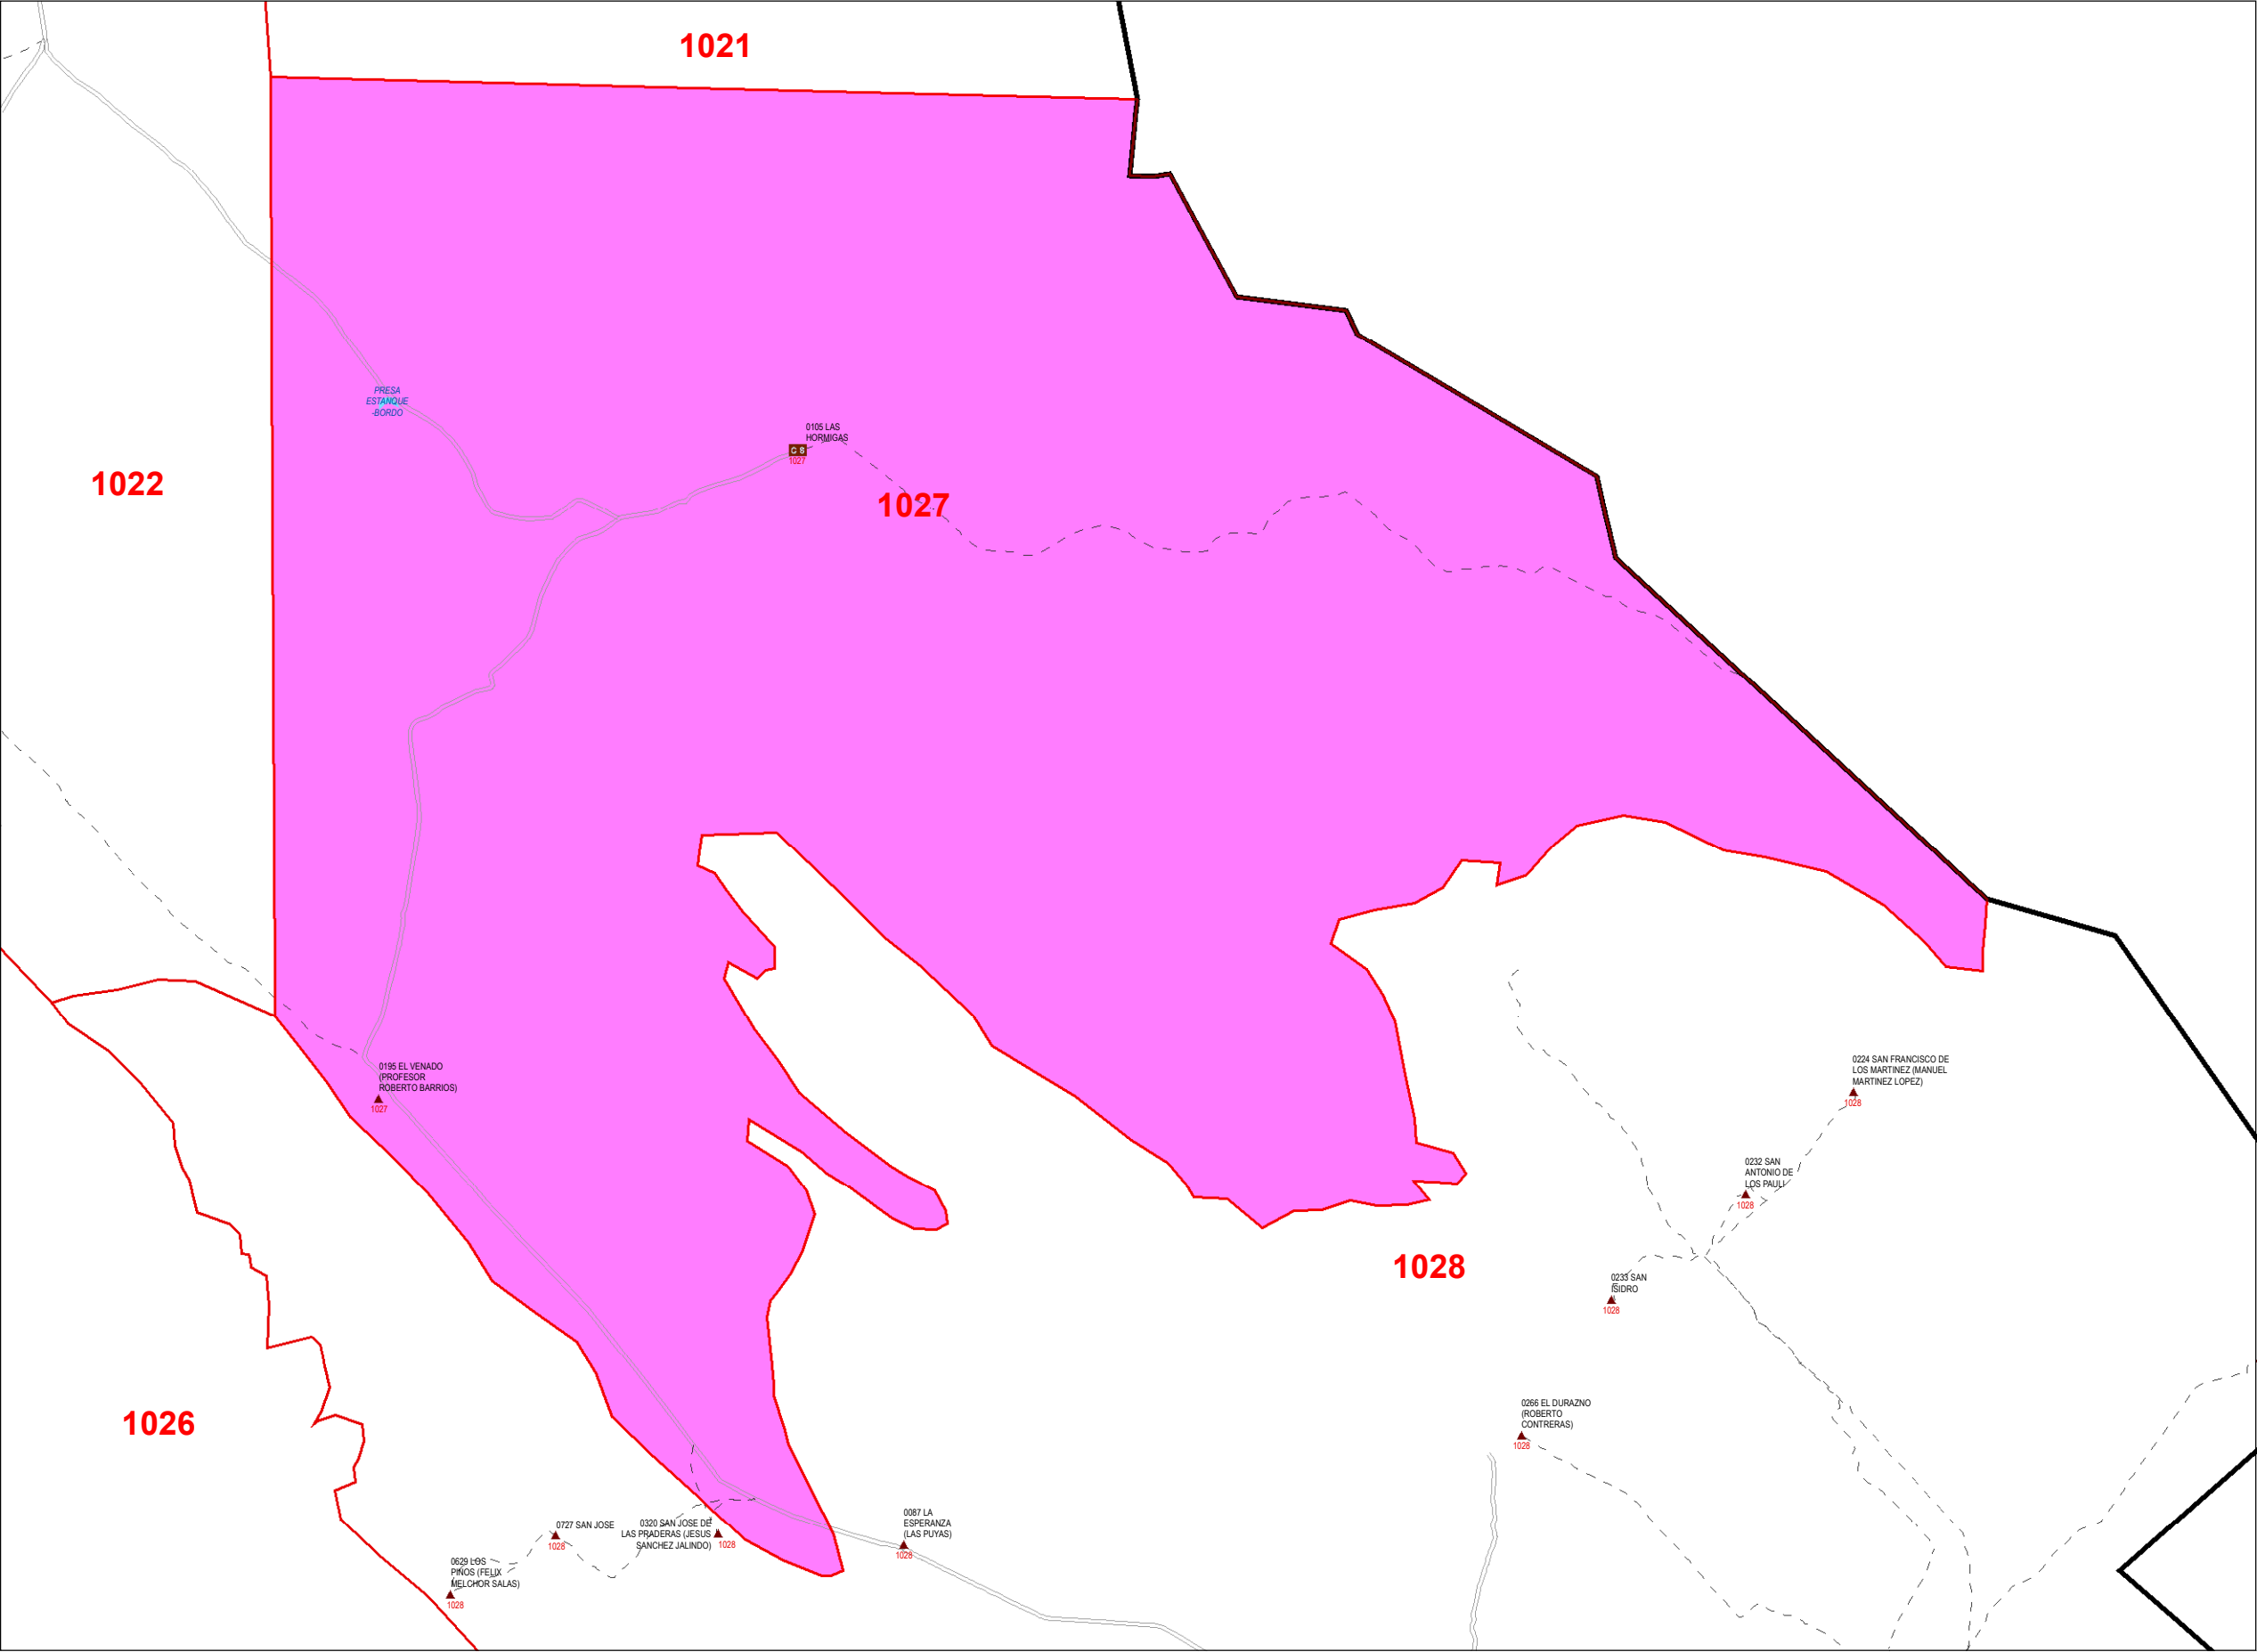 1021
PRESA
ESTANQUE
-BORDO
0105 LAS
HORMIGAS
C S
1027
1022
1027
0195 EL VENADO
(PROFESOR
ROBERTO BARRIOS)
1027
0224 SAN FRANCISCO DE
LOS MARTINEZ (MANUEL
MARTINEZ LOPEZ)
1028
0232 SAN
ANTONIO DE
LOS PAULI
1028
1028
0233 SAN
ISIDRO
1028
1026
0266 EL DURAZNO
(ROBERTO
CONTRERAS)
1028
0087 LA
ESPERANZA
(LAS PUYAS)
1028
0727 SAN JOSE
1028
0320 SAN JOSE DE
LAS PRADERAS (JESUS
SANCHEZ JALINDO)
1028
0629 LOS
PIÑOS (FELIX
MELCHOR SALAS)
1028